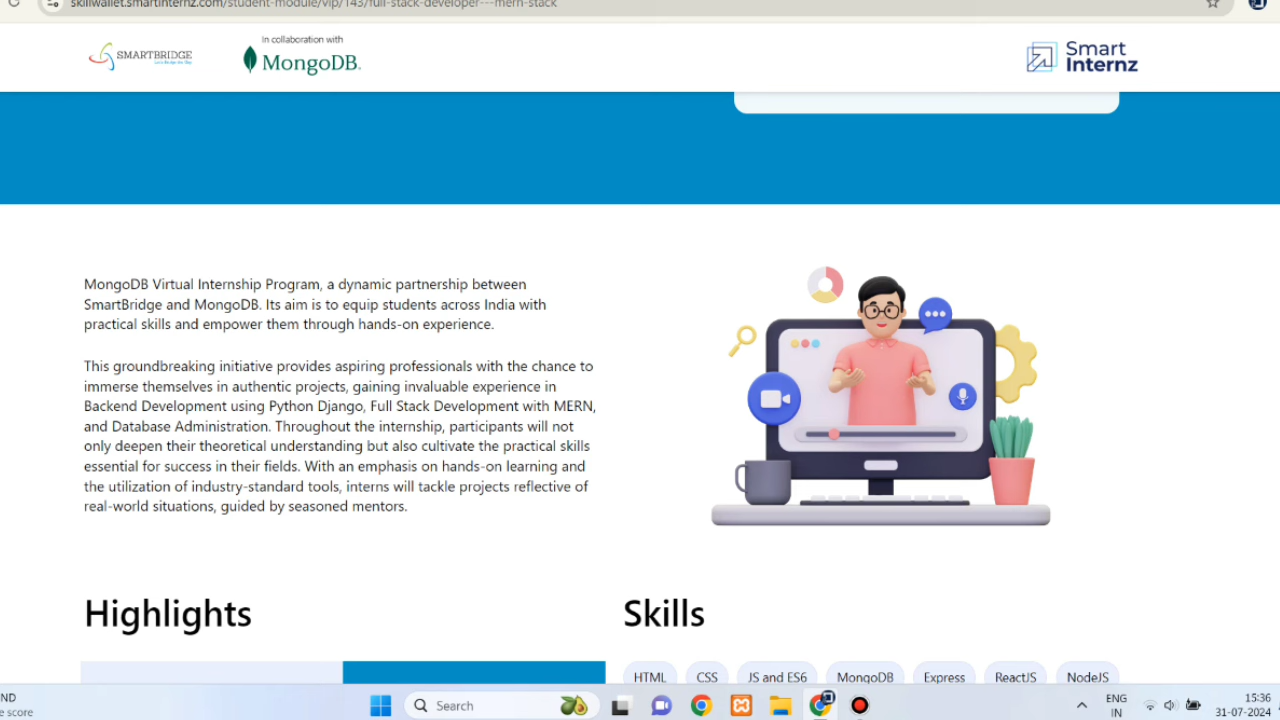 skillwallet.smartinternz.com/student-module/vip/143/full-stack-developer---mern-stack
SMARTBRIDGE
In collaboration with
MongoDB.
Smart
Internz
MongoDB Virtual Internship Program, a dynamic partnership between
SmartBridge and MongoDB. Its aim is to equip students across India with
practical skills and empower them through hands-on experience.
This groundbreaking initiative provides aspiring professionals with the chance to
immerse themselves in authentic projects, gaining invaluable experience in
Backend Development using Python Django, Full Stack Development with MERN,
and Database Administration. Throughout the internship, participants will not
only deepen their theoretical understanding but also cultivate the practical skills
essential for success in their fields. With an emphasis on hands-on learning and
the utilization of industry-standard tools, interns will tackle projects reflective of
real-world situations, guided by seasoned mentors.
Highlights
Skills
HTML CSS JS and ES6 MongoDB Express ReactJS NodeJS
ND
e score
Search
ENG
IN
15:36
31-07-2024